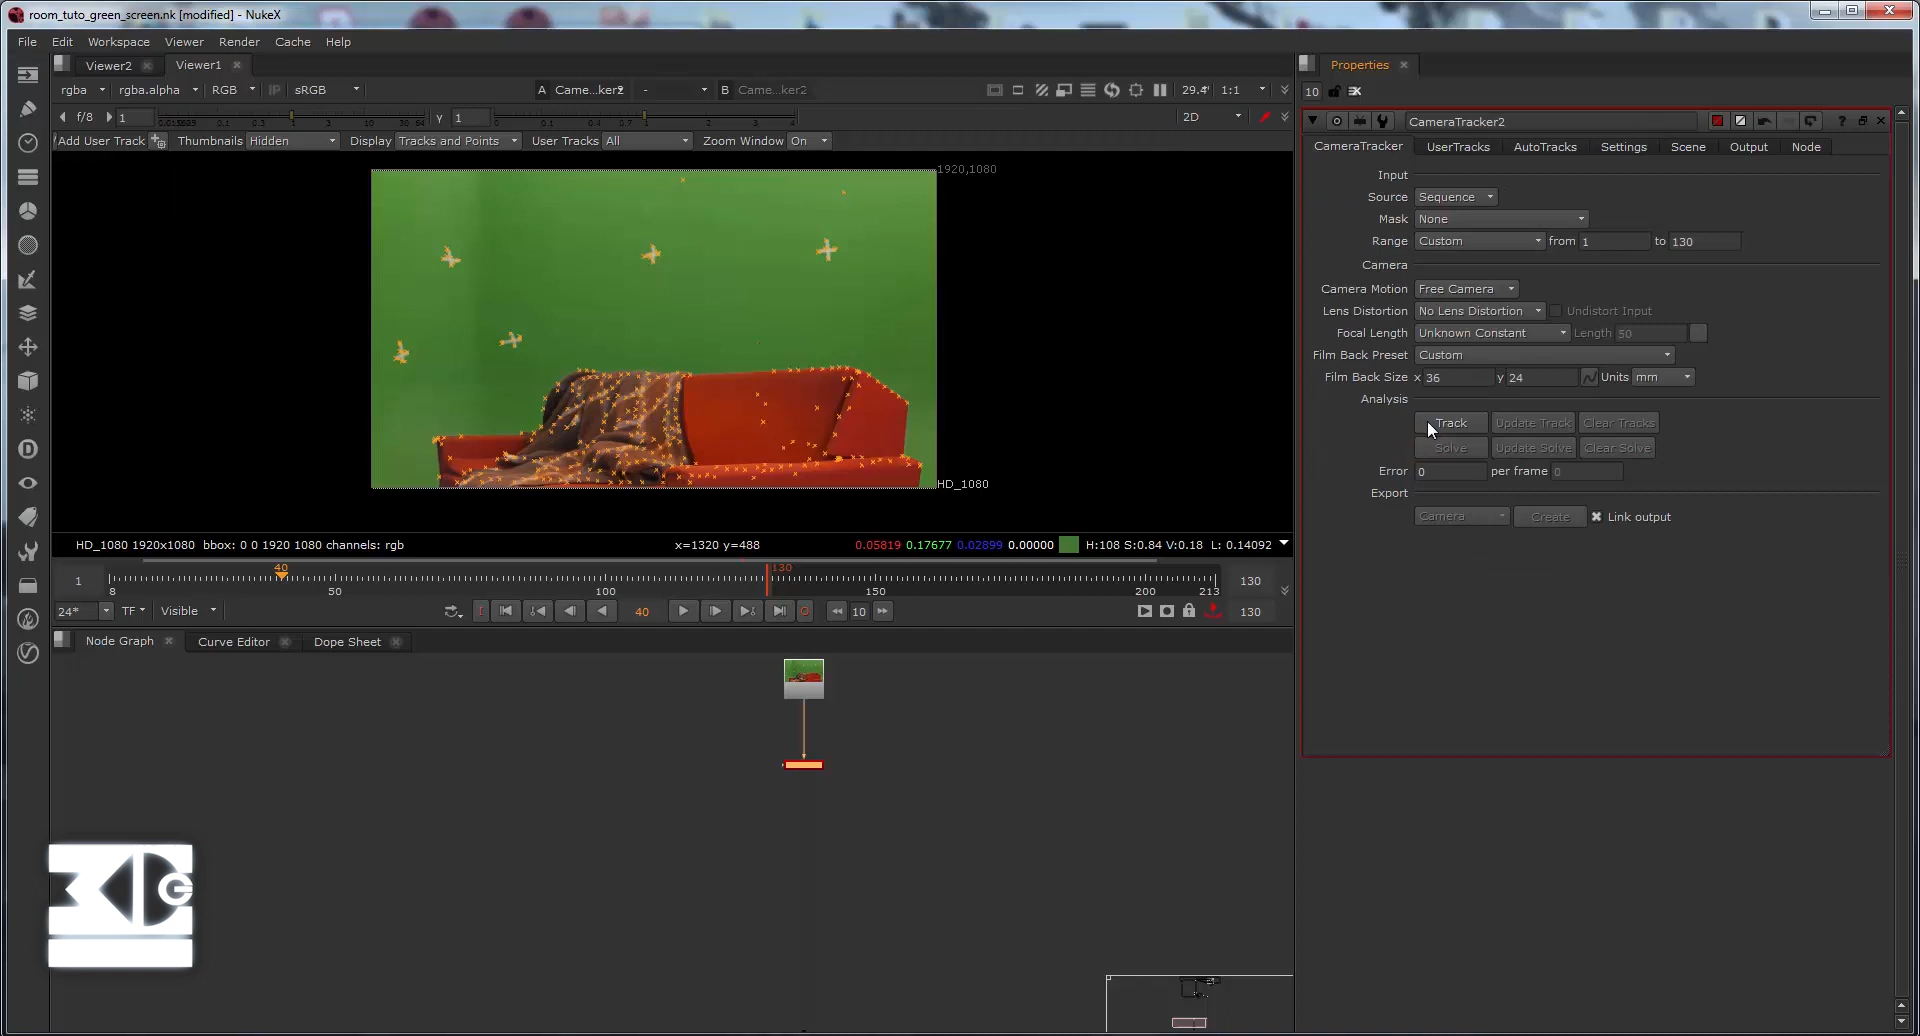 room_tuto_green_screen.nk [modified] - NukeX
File Edit Workspace Viewer Render Cache Help
Viewer2 Viewer1
rgba rgba.alpha RGB IP sRGB A Came...ker2 - B Came...ker2 1:1
f/8 1 Y 1 2D
Add User Track Thumbnails Hidden Display Tracks and Points User Tracks All Zoom Window On
1920,1080
HD_1080
HD_1080 1920x1080 bbox: 0 0 1920 1080 channels: rgb x=1320 y=488 0.05819 0.17677 0.02899 0.00000 H:108 S:0.84 V:0.18 L: 0.14092
40 130
1 130
8 50 100 150 200 213
24* TF Visible 40 10 130
Node Graph Curve Editor Dope Sheet
Properties
10
CameraTracker2
CameraTracker UserTracks AutoTracks Settings Scene Output Node
Input
Source Sequence
Mask None
Range Custom from 1 to 130
Camera
Camera Motion Free Camera
Lens Distortion No Lens Distortion Undistort Input
Focal Length Unknown Constant Length 50
Film Back Preset Custom
Film Back Size x 36 y 24 Units mm
Analysis
Track Update Track Clear Tracks
Solve Update Solve Clear Solve
Error 0 per frame 0
Export
Camera Create Link output